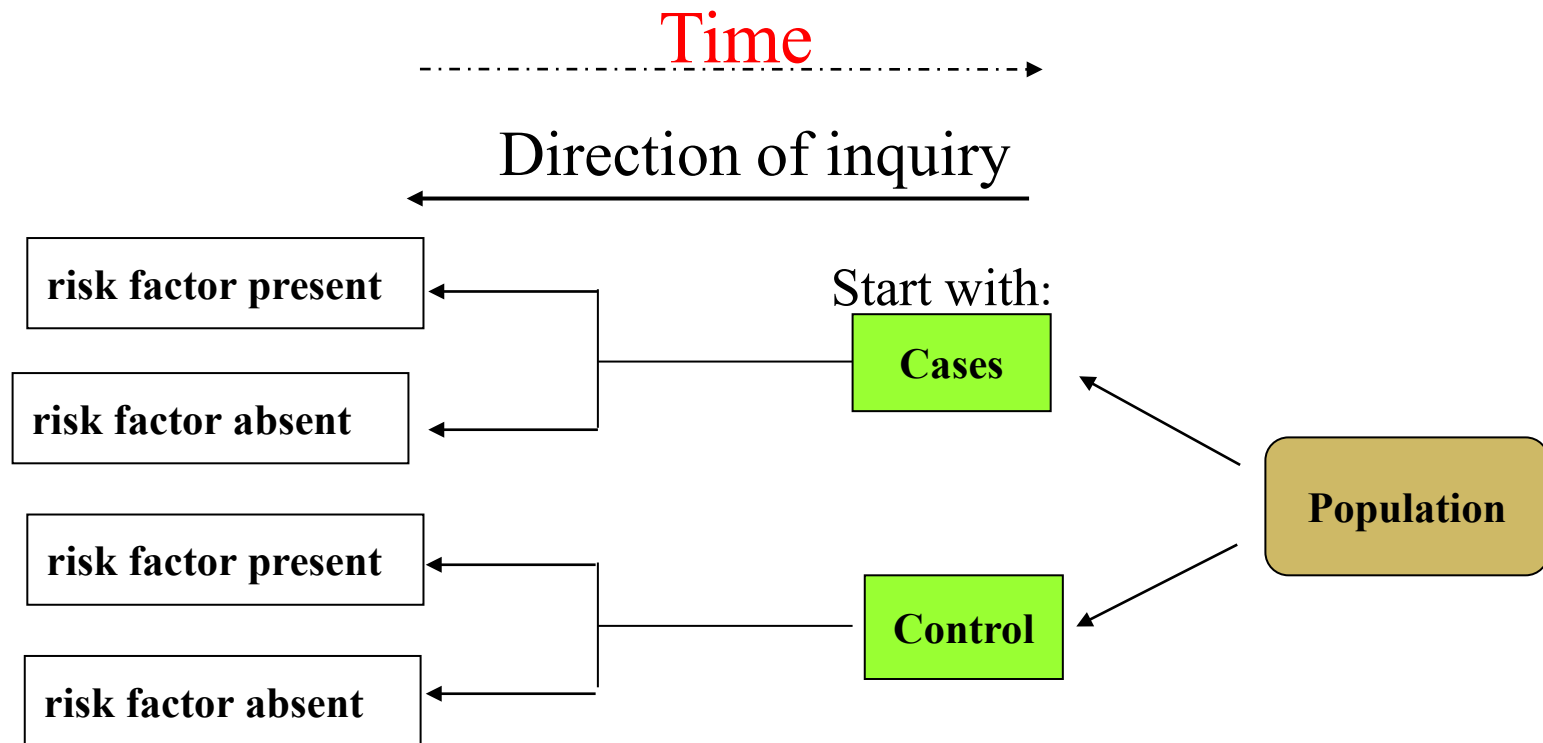 Time
Direction of inquiry
risk factor present
Start with:
Cases
risk factor absent
Population
risk factor present
Control
risk factor absent